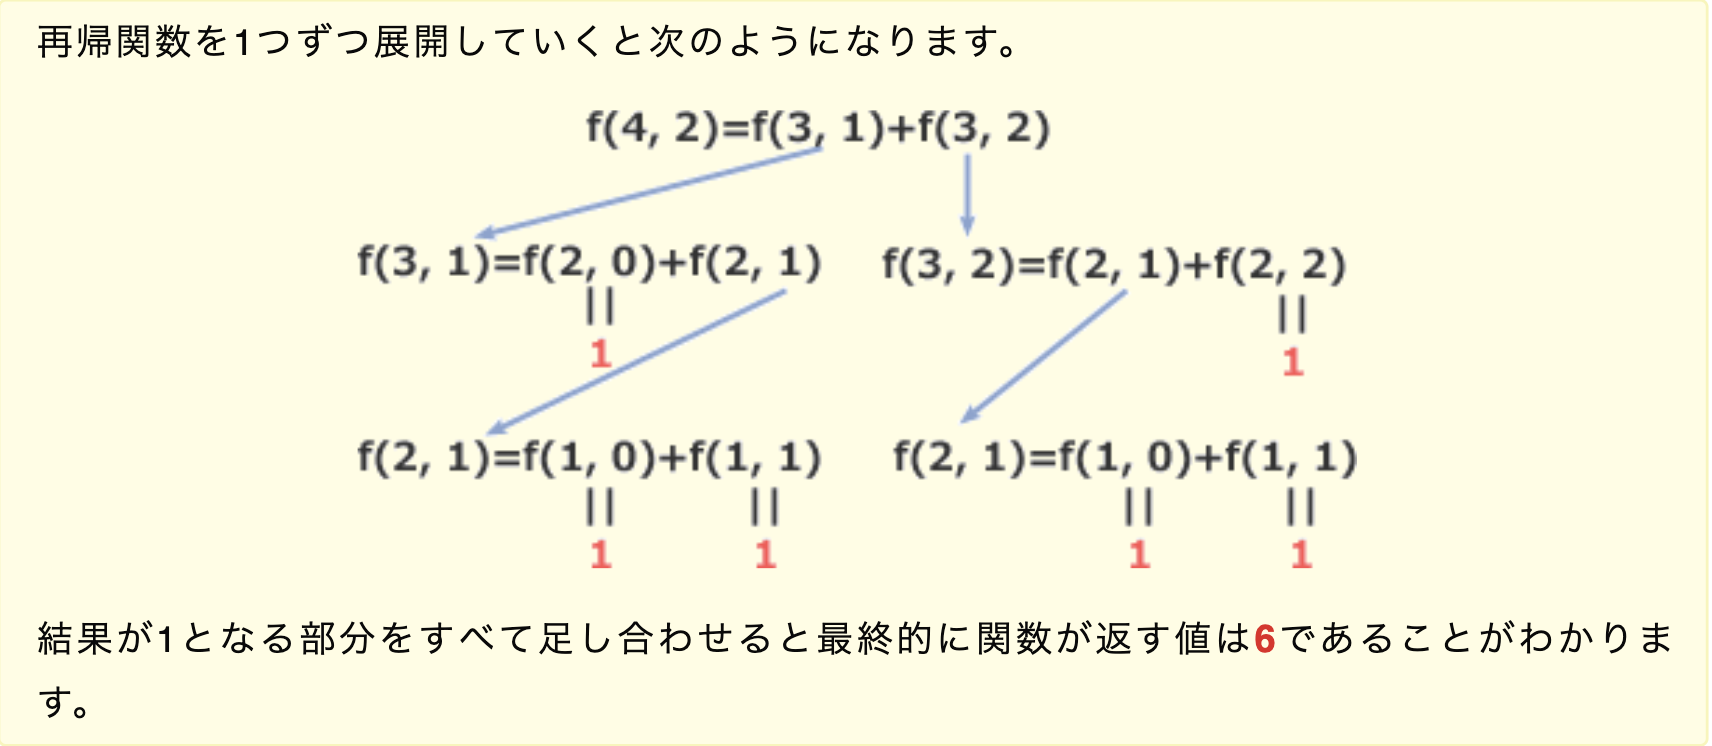 再帰関数を1つずつ展開していくと次のようになります。
f(4, 2)=f(3, 1)+f(3, 2)
f(3, 1)=f(2, 0)+f(2, 1) f(3, 2)=f(2, 1)+f(2, 2)
|| ||
1 1
f(2, 1)=f(1, 0)+f(1, 1) f(2, 1)=f(1, 0)+f(1, 1)
|| || || ||
1 1 1 1
結果が1となる部分をすべて足し合わせると最終的に関数が返す値は6であることがわかりま
す。